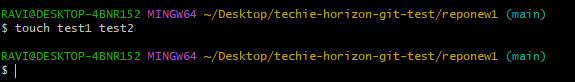 RAVI@DESKTOP-4BNR152 MINGW64 ~/Desktop/techie-horizon-git-test/reponew1 (main)
$ touch test1 test2
RAVI@DESKTOP-4BNR152 MINGW64 ~/Desktop/techie-horizon-git-test/reponew1 (main)
$